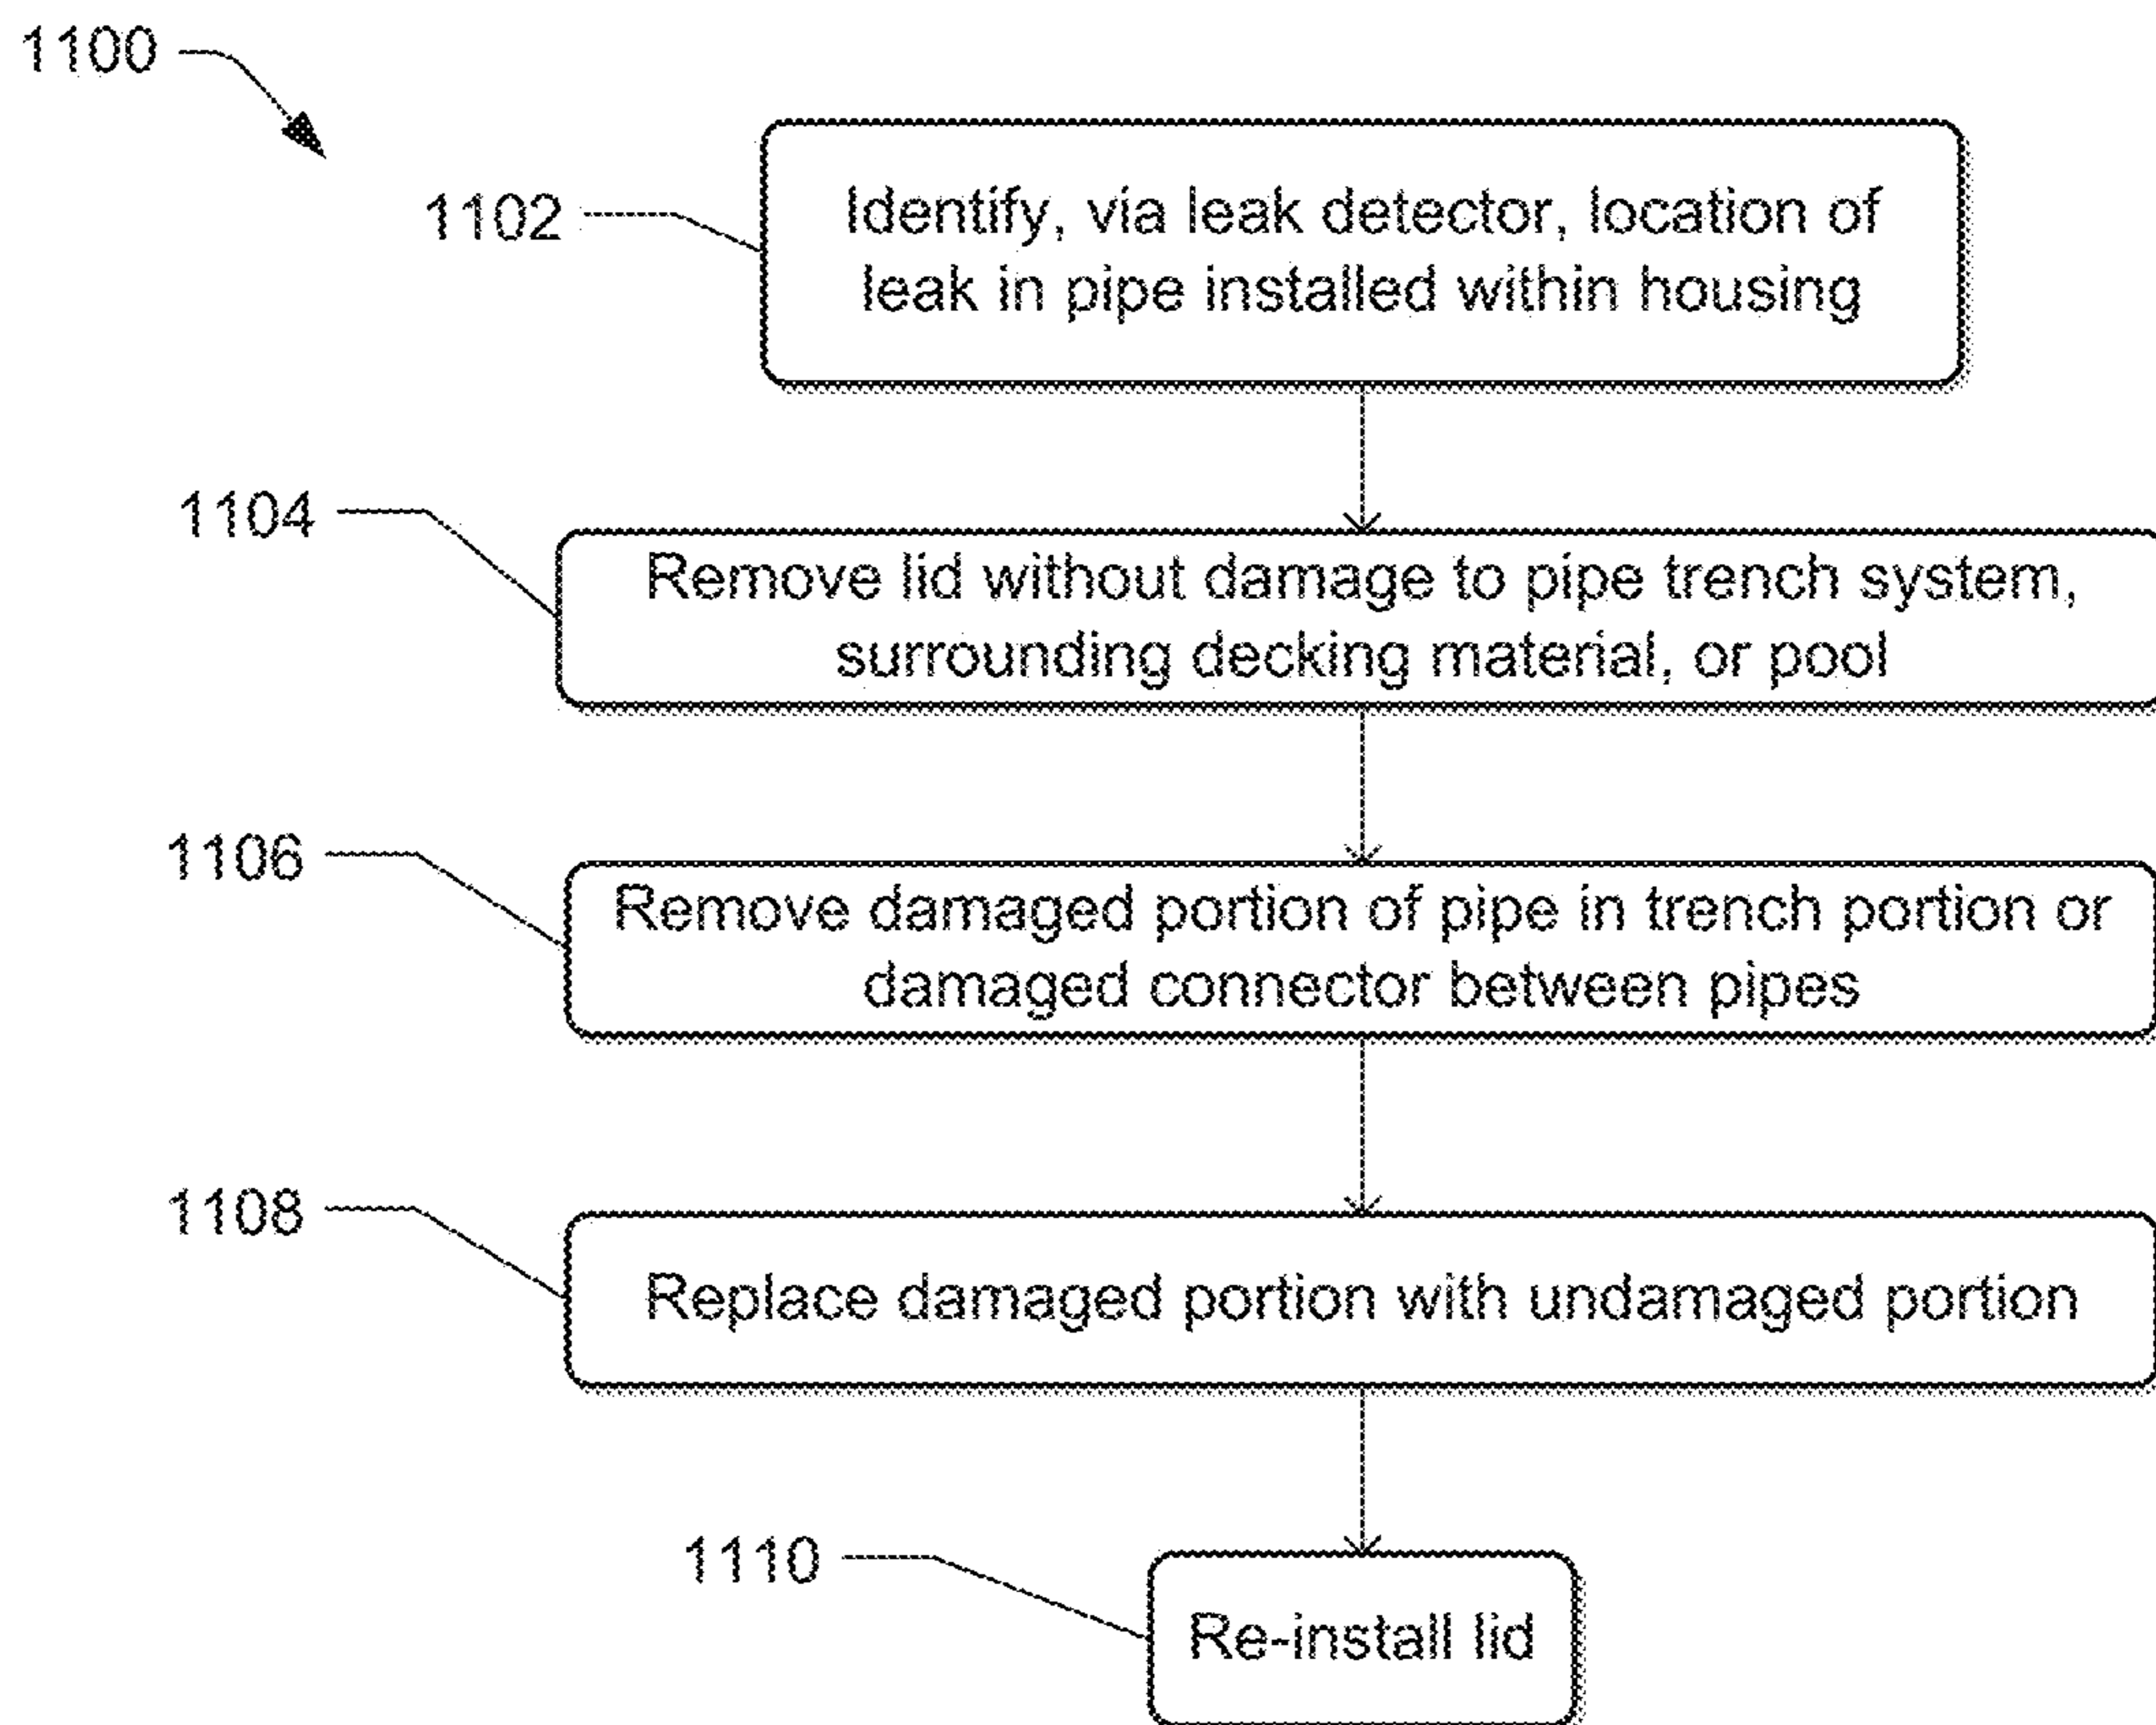 1100
1102
Identify, via leak detector, location of
leak in pipe installed within housing
1104
Remove lid without damage to pipe trench system,
surrounding decking material, or pool
1106
Remove damaged portion of pipe in trench portion or
damaged connector between pipes
1108
Replace damaged portion with undamaged portion
1110
Re-install lid